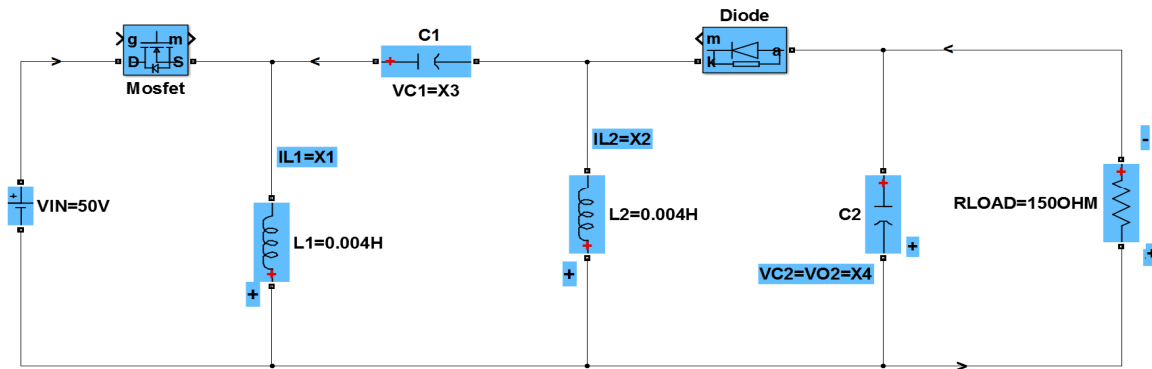 Diode
C1
g m
D S
Mosfet
+
VC1=X3
m
k a
IL1=X1
IL2=X2
-
+
VIN=50V
L1=0.004H
+
+
L2=0.004H
+
+
+
C2
+
VC2=VO2=X4
+
RLOAD=150OHM
+